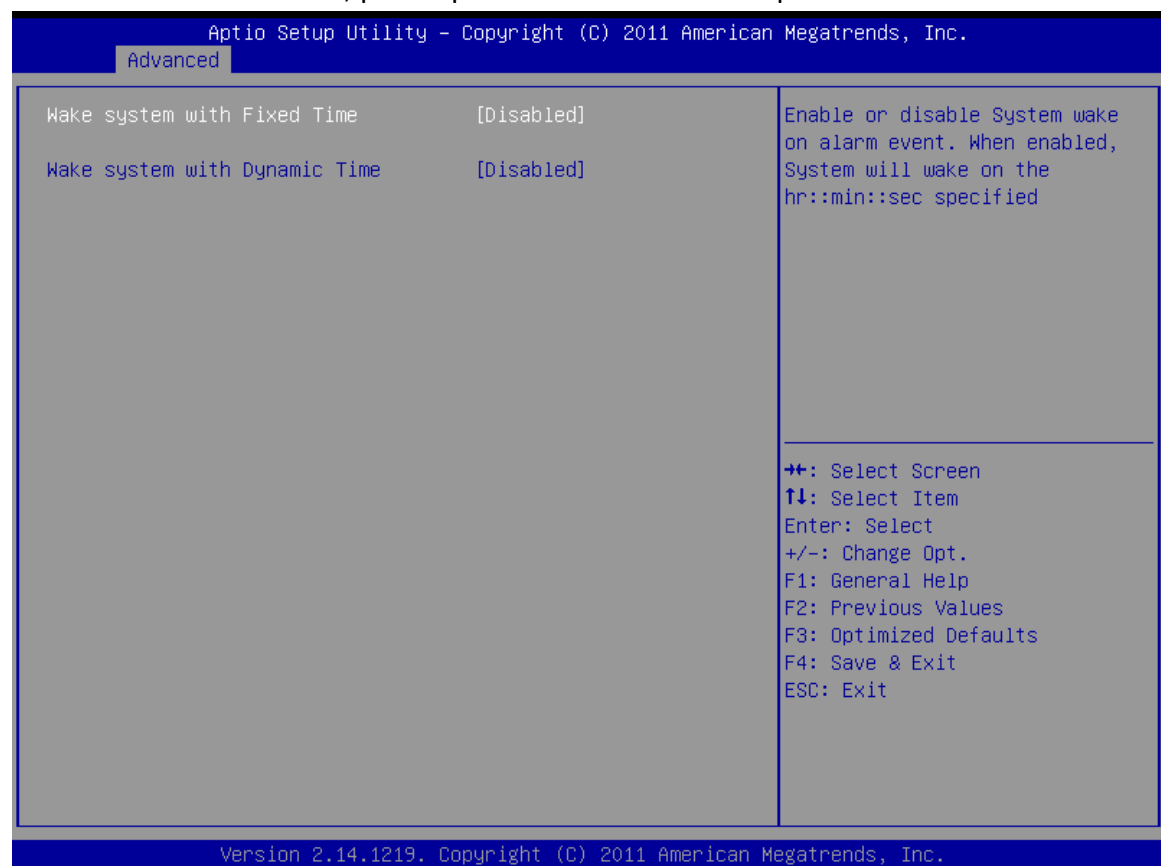 Aptio Setup Utility – Copyright (C) 2011 American Megatrends, Inc.
Advanced
Wake system with Fixed Time [Disabled]
Wake system with Dynamic Time [Disabled]
Enable or disable System wake
on alarm event. When enabled,
System will wake on the
hr::min::sec specified
→←: Select Screen
↑↓: Select Item
Enter: Select
+/-: Change Opt.
F1: General Help
F2: Previous Values
F3: Optimized Defaults
F4: Save & Exit
ESC: Exit
Version 2.14.1219. Copyright (C) 2011 American Megatrends, Inc.